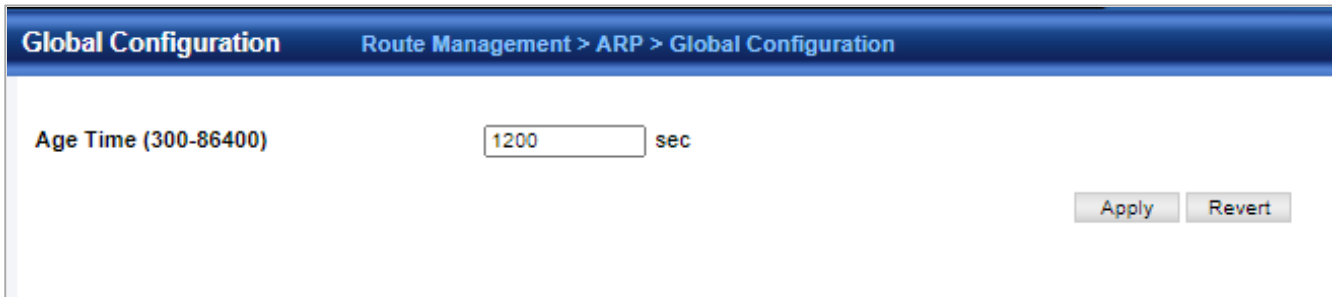 Global Configuration Route Management > ARP > Global Configuration
Age Time (300-86400) 1200 sec
Apply Revert